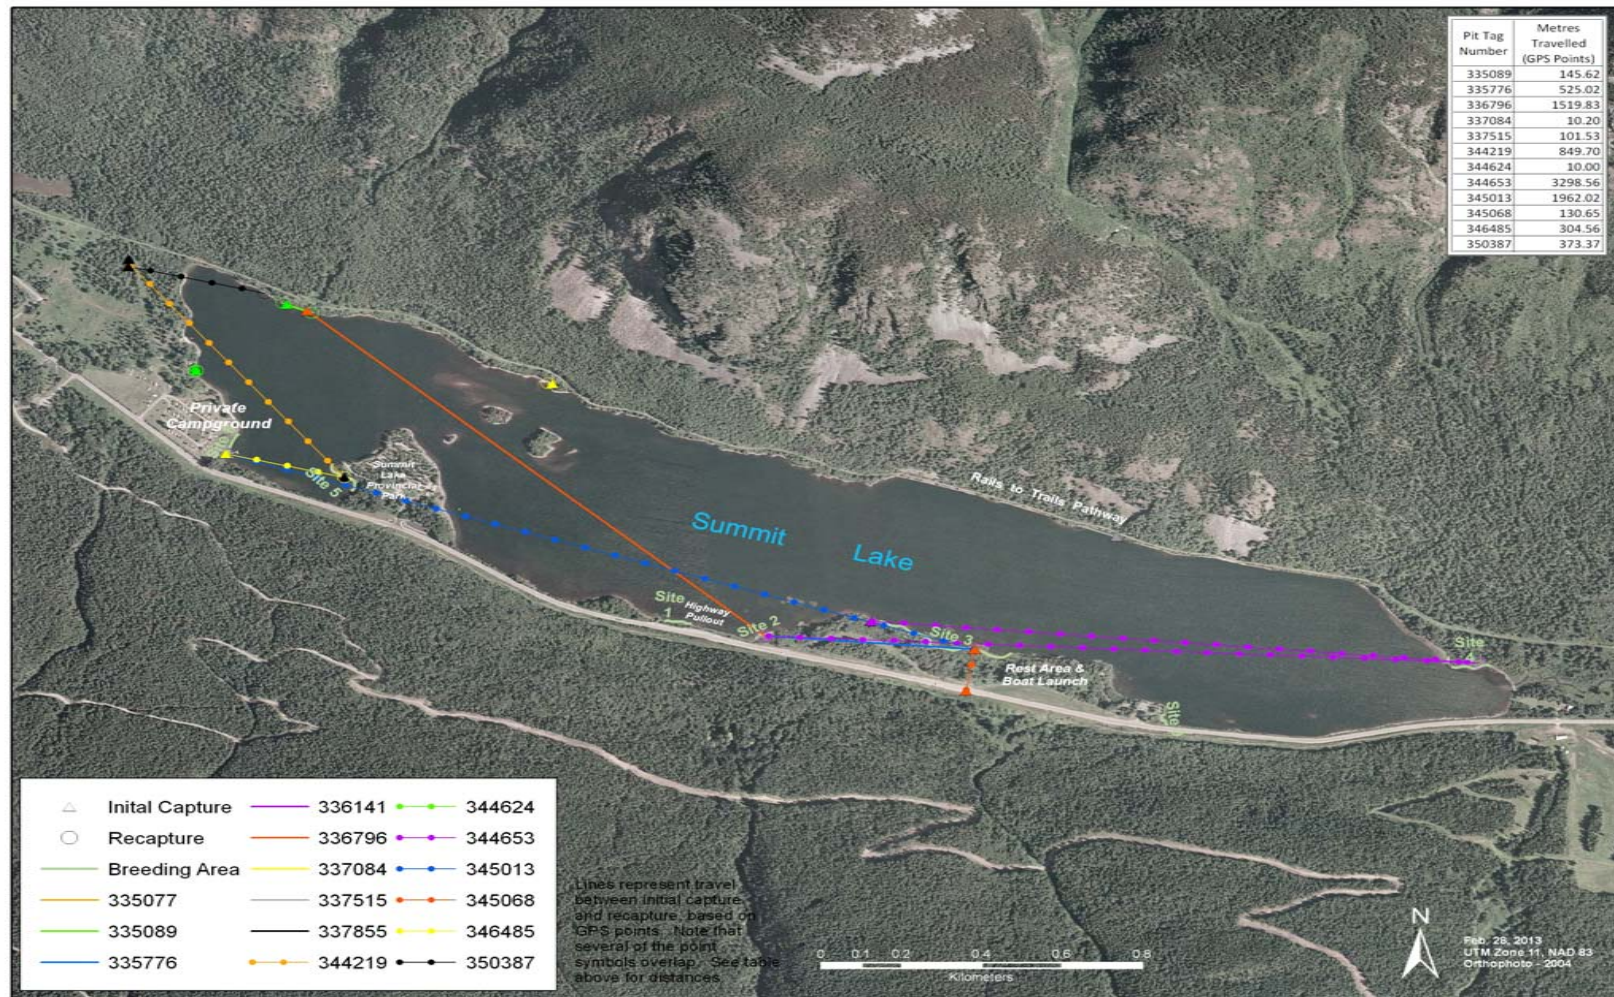 Pit Tag Number
Metres Travelled (GPS Points)
335089 145.62
335776 525.02
336796 1519.83
337084 10.20
337515 101.53
344219 849.70
344624 10.00
344653 3298.56
345013 1962.02
345068 130.65
346485 304.56
350387 373.37
Private
Campground
Site 5
Summit
Lake
Provincial
Park
Summit
Lake
Rails to Trails Pathway
Site
1
Highway
Pullout
Site 2
Site 3
Rest Area &
Boat Launch
Site
Site
Inital Capture
Recapture
Breeding Area
335077
335089
335776
336141
336796
337084
337515
337855
344219
344624
344653
345013
345068
346485
350387
Lines represent travel
between initial capture
and recapture, based on
GPS points. Note that
several of the point
symbols overlap. See table
above for distances
0 0.1 0.2 0.4 0.6 0.8
Kilometers
N
Feb. 28, 2013
UTM Zone 11, NAD 83
Orthophoto - 2004